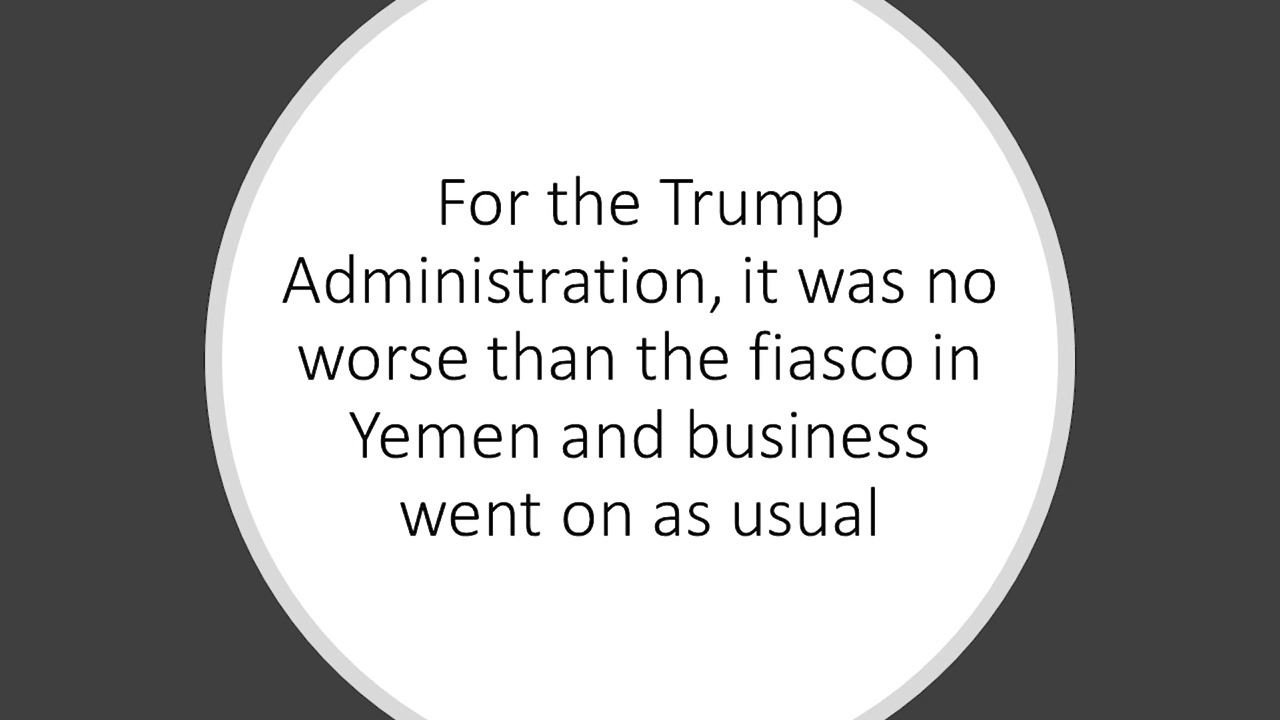 For the Trump
Administration, it was no
worse than the fiasco in
Yemen and business
went on as usual